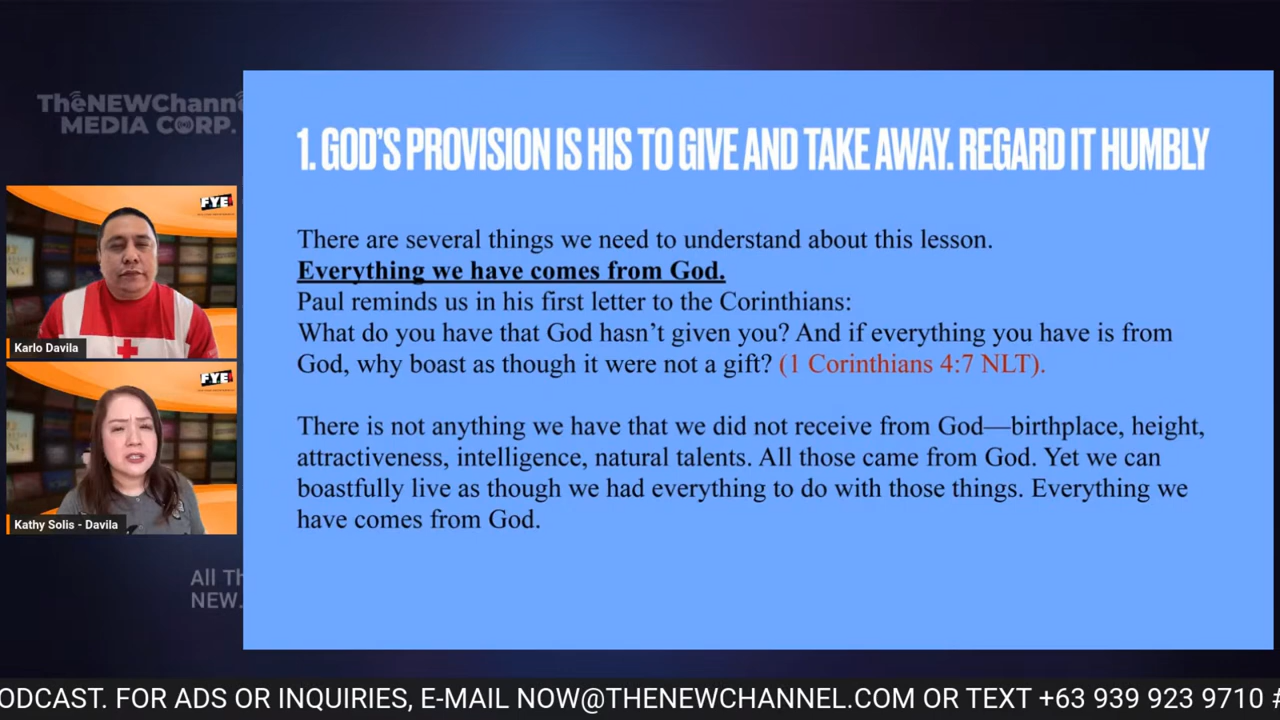 TheNEWChann
MEDIA CORP.
FYE!
Karlo Davila
FYE!
Kathy Solis - Davila
All Th
NEW.
1. GOD'S PROVISION IS HIS TO GIVE AND TAKE AWAY. REGARD IT HUMBLY
There are several things we need to understand about this lesson.
Everything we have comes from God.
Paul reminds us in his first letter to the Corinthians:
What do you have that God hasn't given you? And if everything you have is from
God, why boast as though it were not a gift? (1 Corinthians 4:7 NLT).
There is not anything we have that we did not receive from God—birthplace, height,
attractiveness, intelligence, natural talents. All those came from God. Yet we can
boastfully live as though we had everything to do with those things. Everything we
have comes from God.
ODCAST. FOR ADS OR INQUIRIES, E-MAIL NOW@THENEWCHANNEL.COM OR TEXT +63 939 923 9710 #